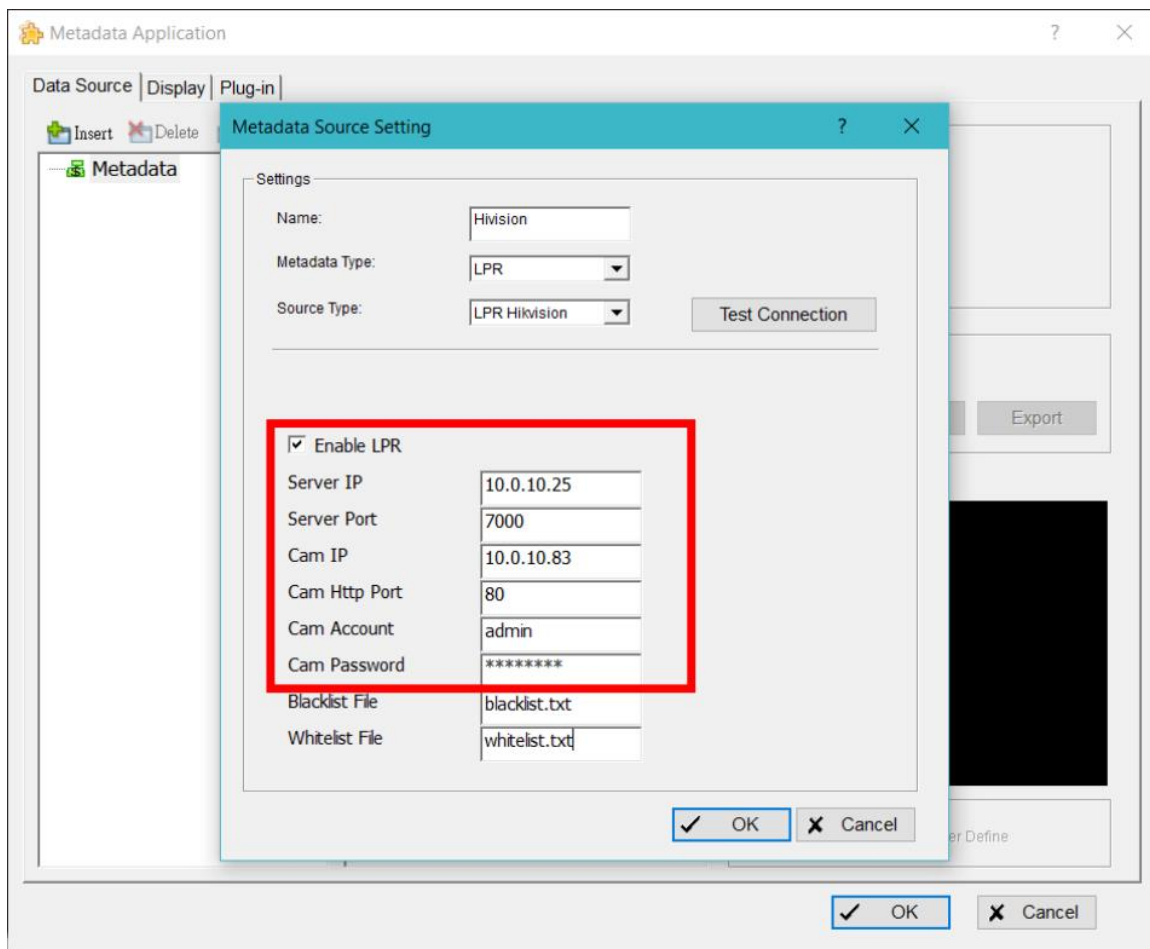 Metadata Application
Data Source Display Plug-in
Insert Delete
Metadata
Metadata Source Setting
Settings
Name: Hivision
Metadata Type: LPR
Source Type: LPR Hikvision Test Connection
Enable LPR
Server IP 10.0.10.25
Server Port 7000
Cam IP 10.0.10.83
Cam Http Port 80
Cam Account admin
Cam Password ********
Blacklist File blacklist.txt
Whitelist File whitelist.txt
OK Cancel
Export
er Define
OK Cancel